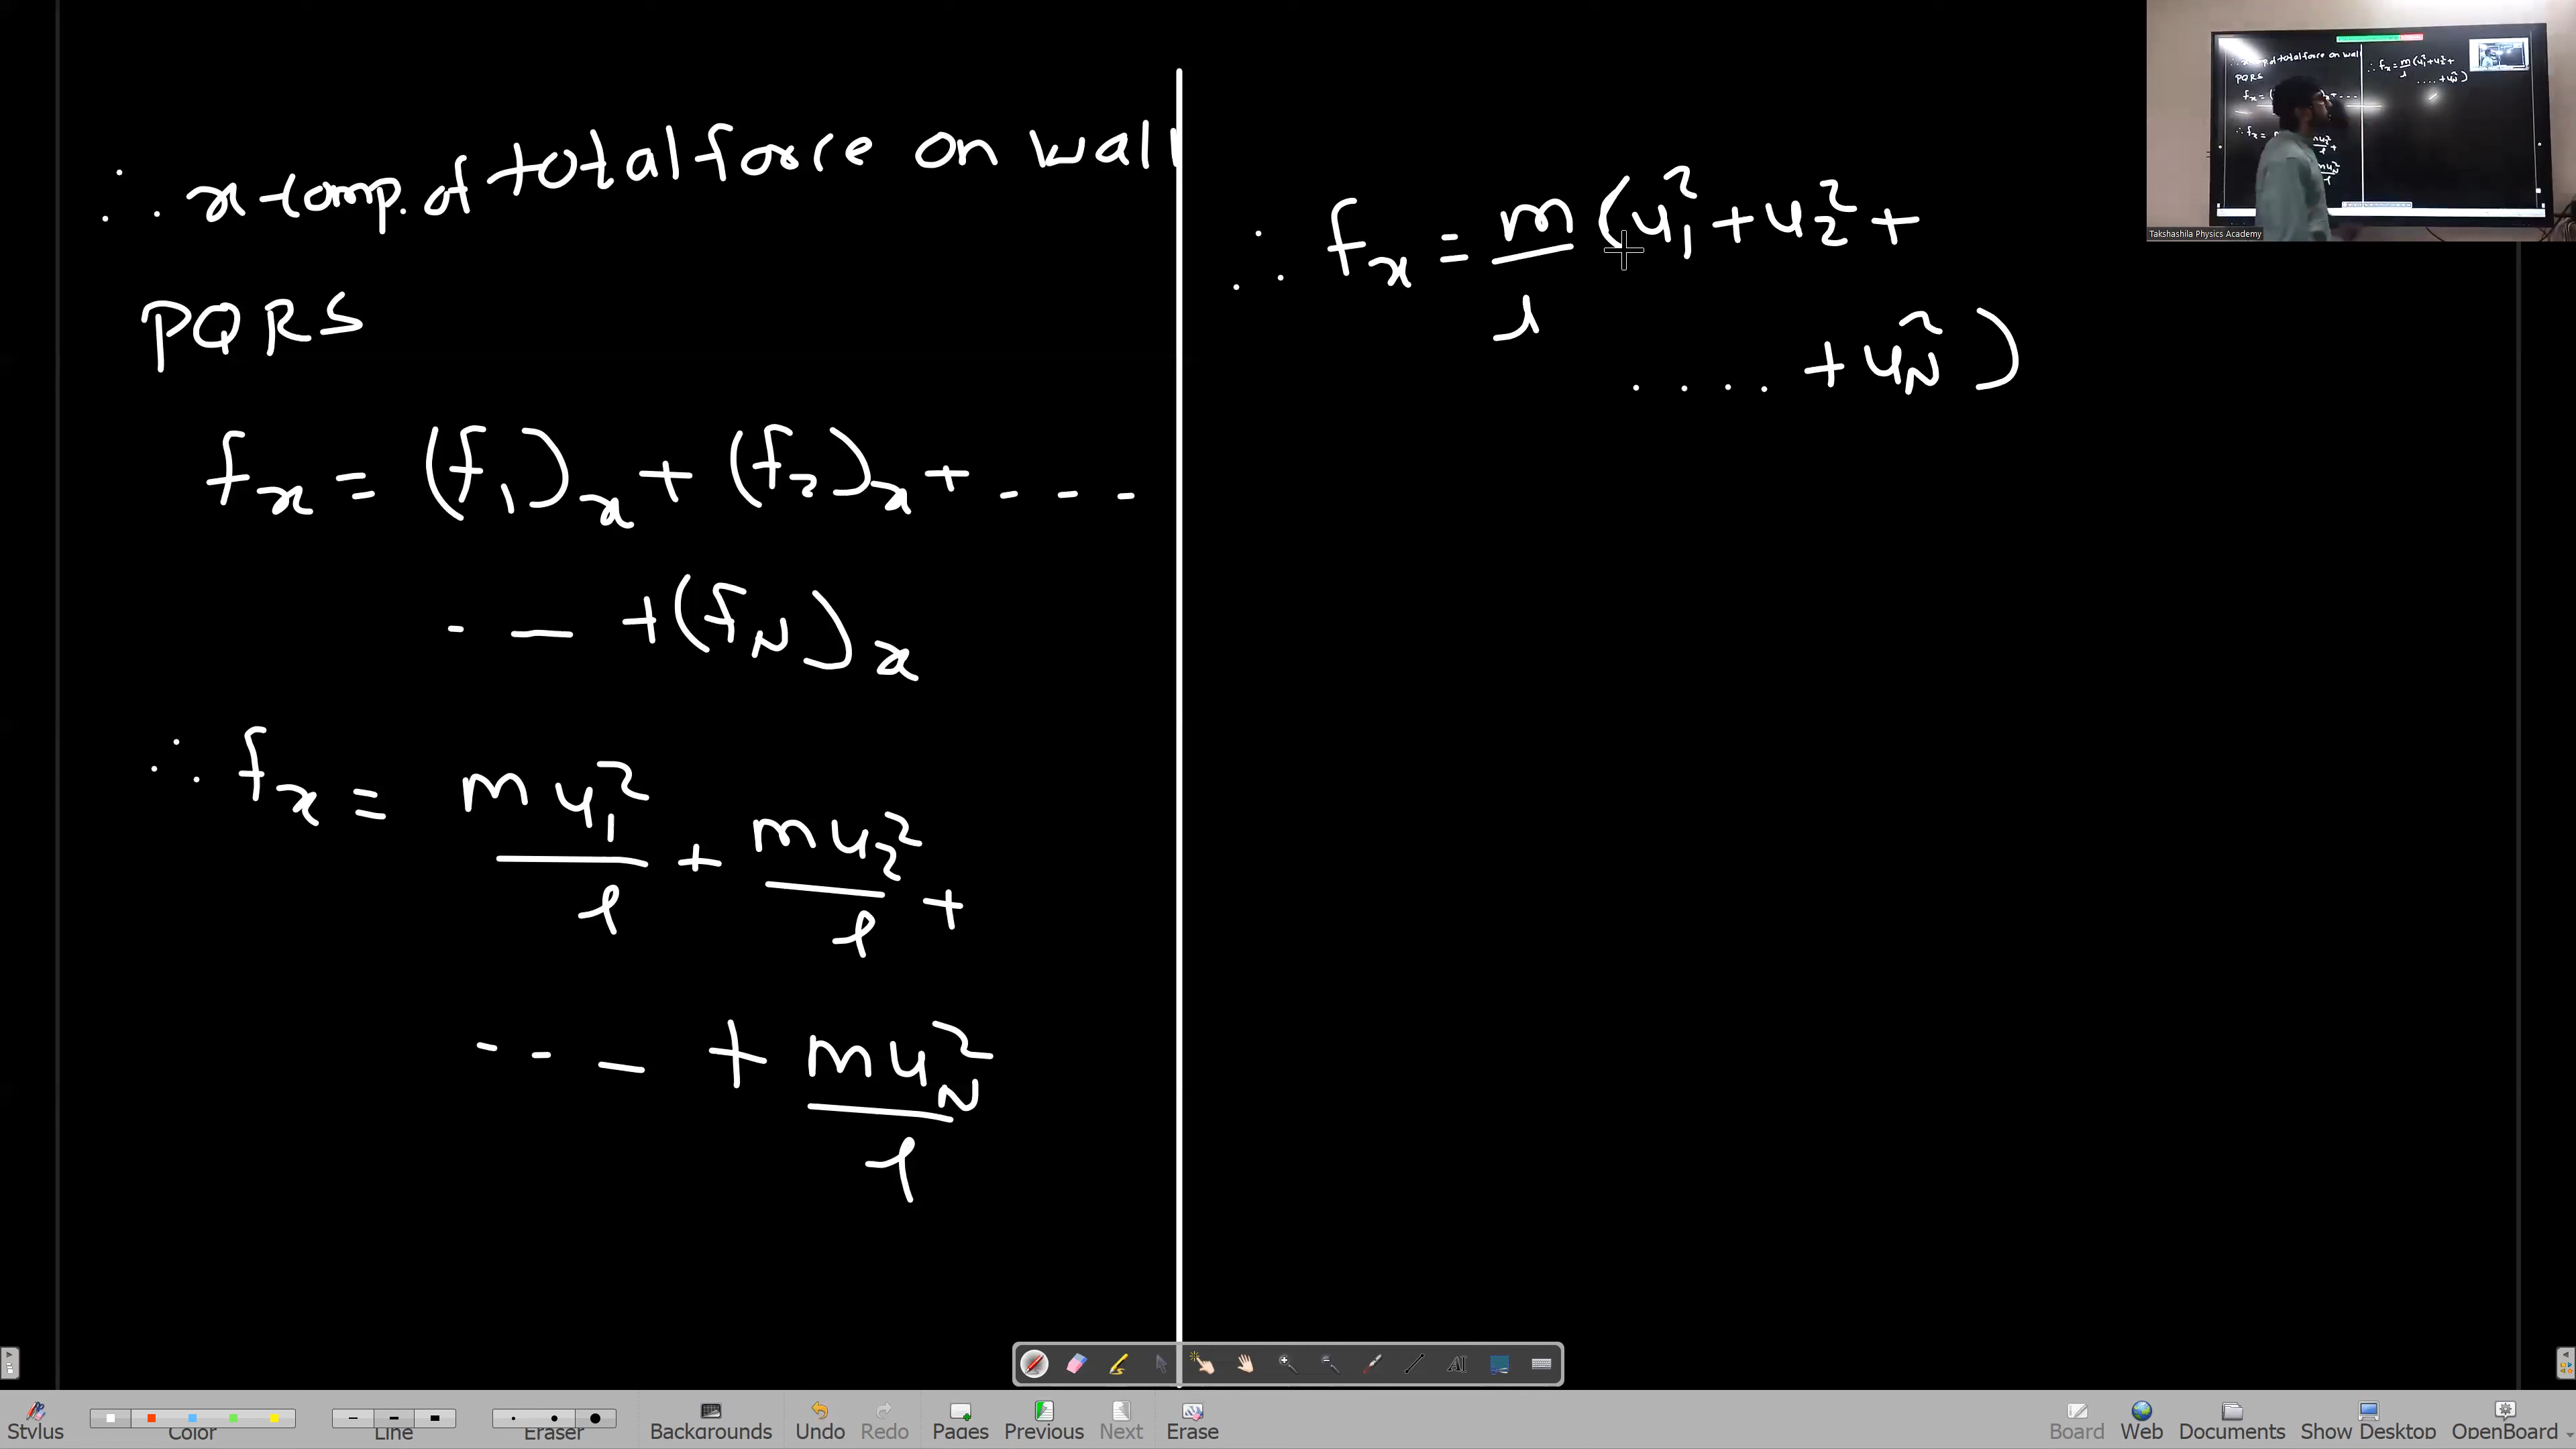 ∴ x-comp. of total force on wall
PQRS
fx = (f1)x + (f2)x + - - -
- — + (fN)x
∴ fx = mu1²/l + mu2²/l +
- - - + muN²/l
∴ fx = m/l (u1² + u2² +
.... + uN²)
Takshashila Physics Academy
Stylus
Color
Line
Eraser
Backgrounds
Undo
Redo
Pages
Previous
Next
Erase
Board
Web
Documents
Show Desktop
OpenBoard